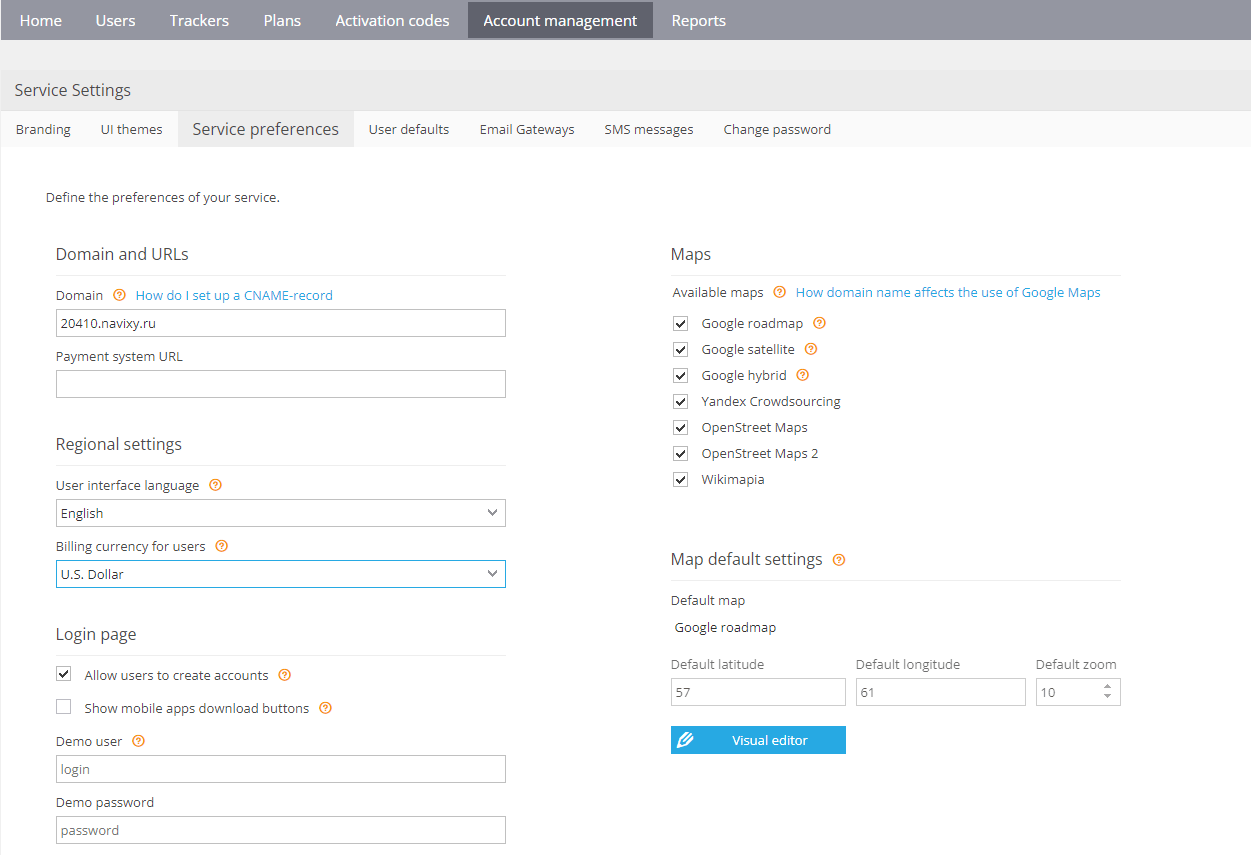 Home Users Trackers Plans Activation codes Account management Reports
Service Settings
Branding UI themes Service preferences User defaults Email Gateways SMS messages Change password
Define the preferences of your service.
Domain and URLs
Domain ? How do I set up a CNAME-record
20410.navixy.ru
Payment system URL
Regional settings
User interface language ?
English
Billing currency for users ?
U.S. Dollar
Login page
Allow users to create accounts ?
Show mobile apps download buttons ?
Demo user ?
login
Demo password
password
Maps
Available maps ? How domain name affects the use of Google Maps
Google roadmap ?
Google satellite ?
Google hybrid ?
Yandex Crowdsourcing
OpenStreet Maps
OpenStreet Maps 2
Wikimapia
Map default settings ?
Default map
Google roadmap
Default latitude Default longitude Default zoom
57 61 10
Visual editor